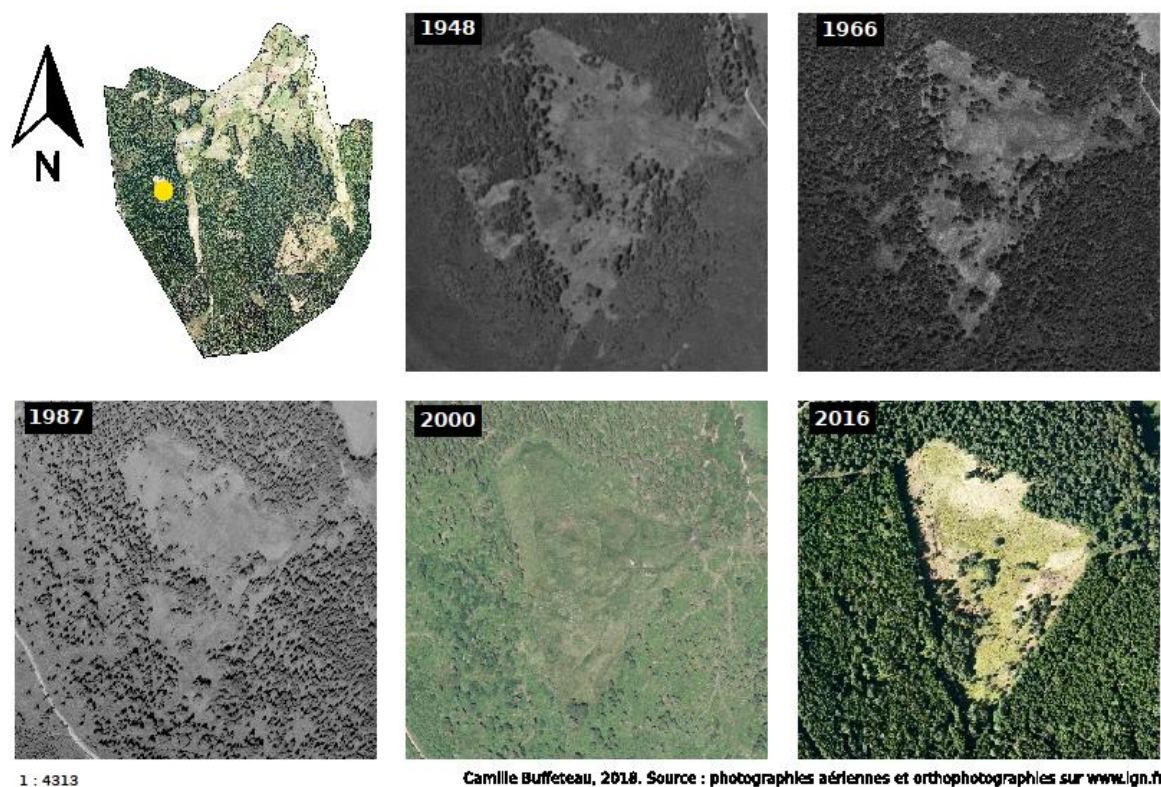 1948
1966
N
1987
2000
2016
1 : 4313
Camille Buffeteau, 2018. Source : photographies aériennes et orthophotographies sur www.ign.fr